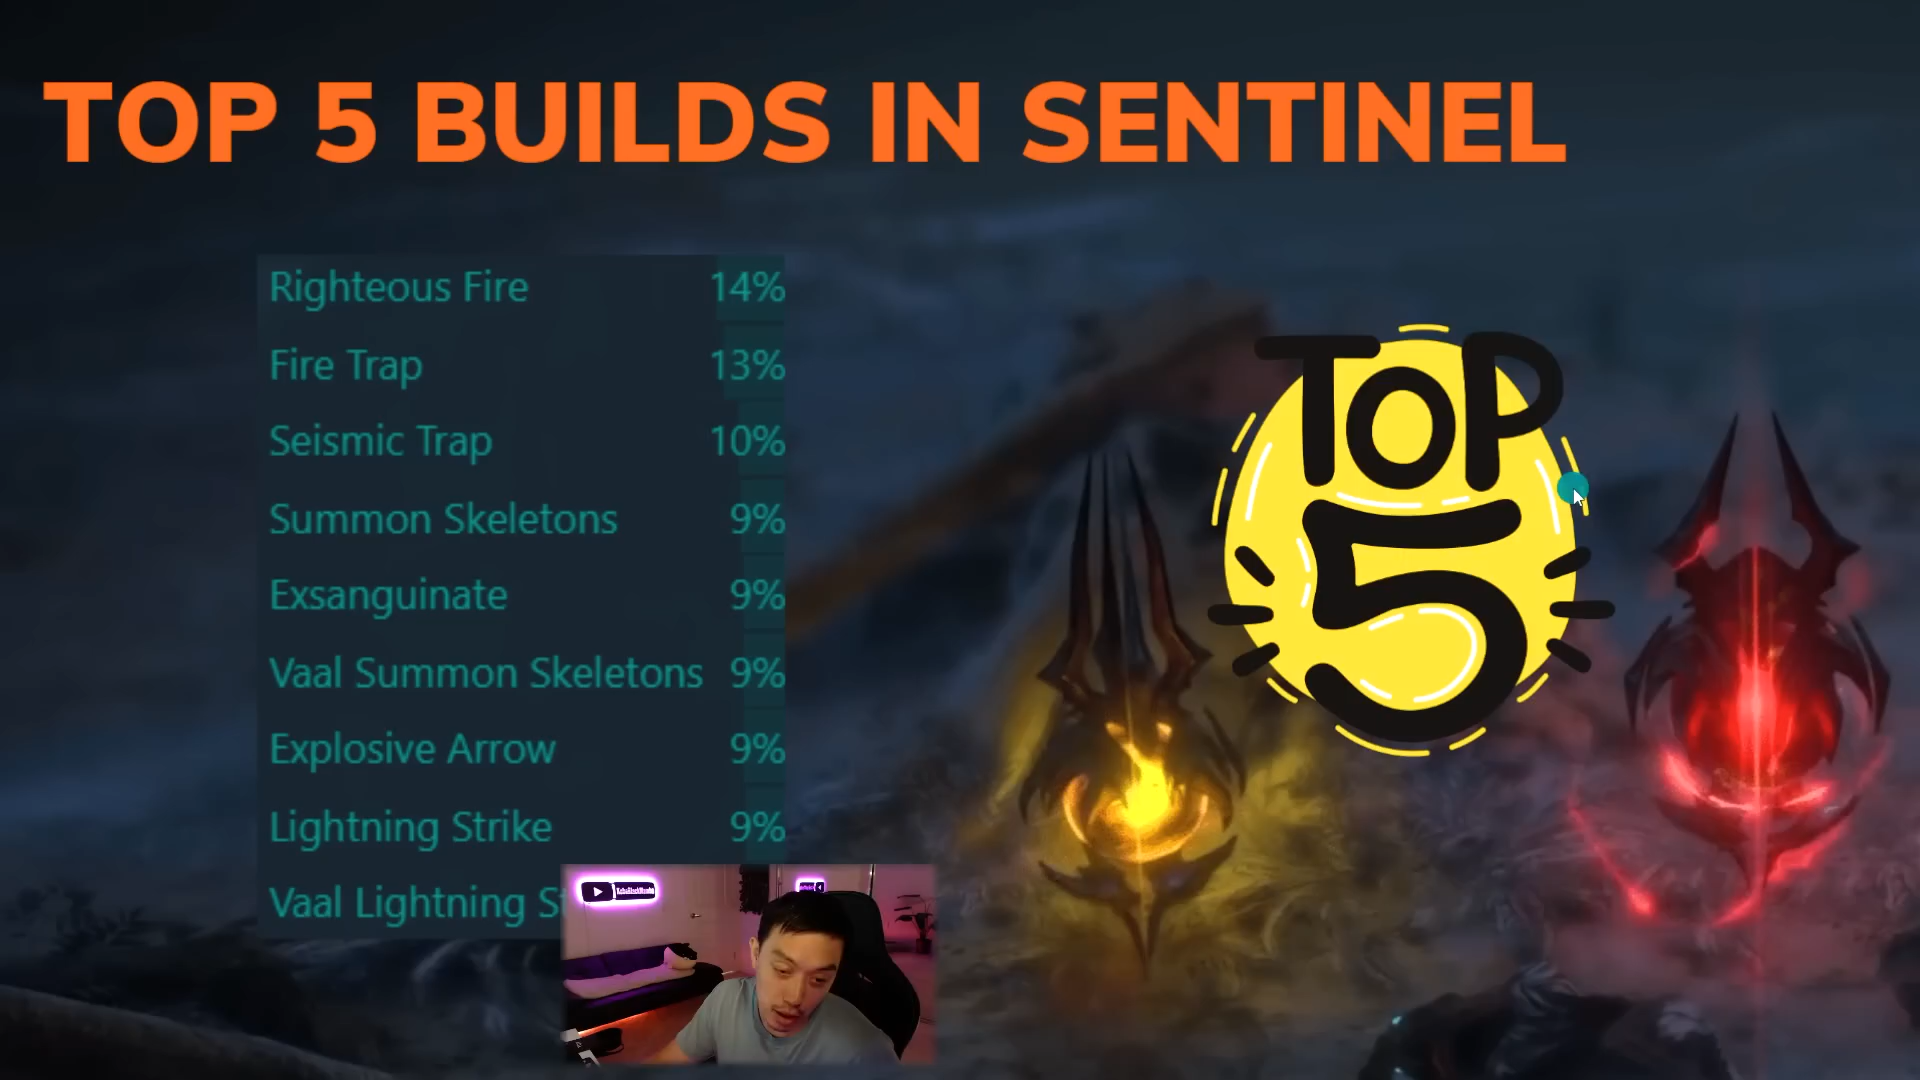 TOP 5 BUILDS IN SENTINEL
Righteous Fire 14%
Fire Trap 13%
Seismic Trap 10%
Summon Skeletons 9%
Exsanguinate 9%
Vaal Summon Skeletons 9%
Explosive Arrow 9%
Lightning Strike 9%
Vaal Lightning
TOP
5